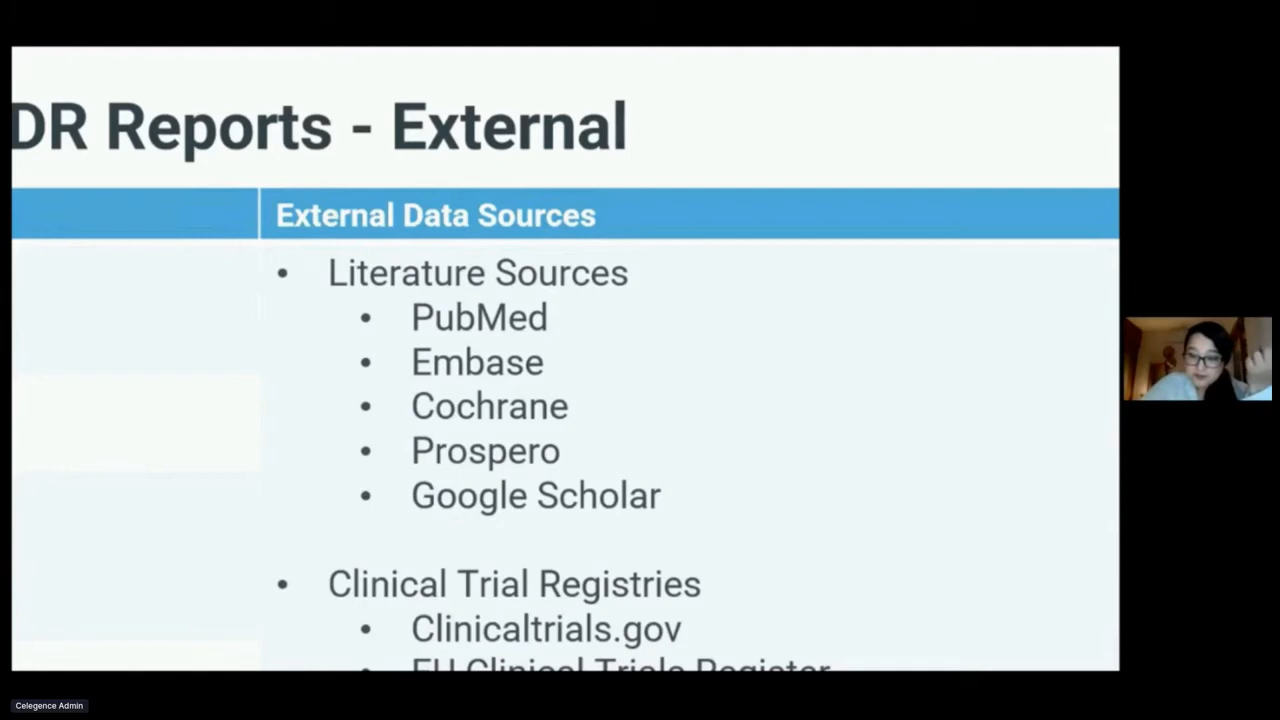 DR Reports - External
External Data Sources
• Literature Sources
• PubMed
• Embase
• Cochrane
• Prospero
• Google Scholar
• Clinical Trial Registries
• Clinicaltrials.gov
• EU Clinical Trials Register
Celegence Admin